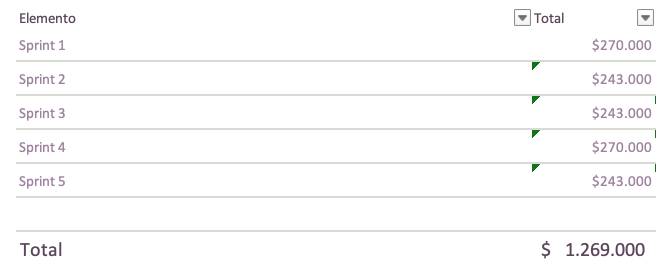 Elemento Total
Sprint 1 $270.000
Sprint 2 $243.000
Sprint 3 $243.000
Sprint 4 $270.000
Sprint 5 $243.000
Total $ 1.269.000